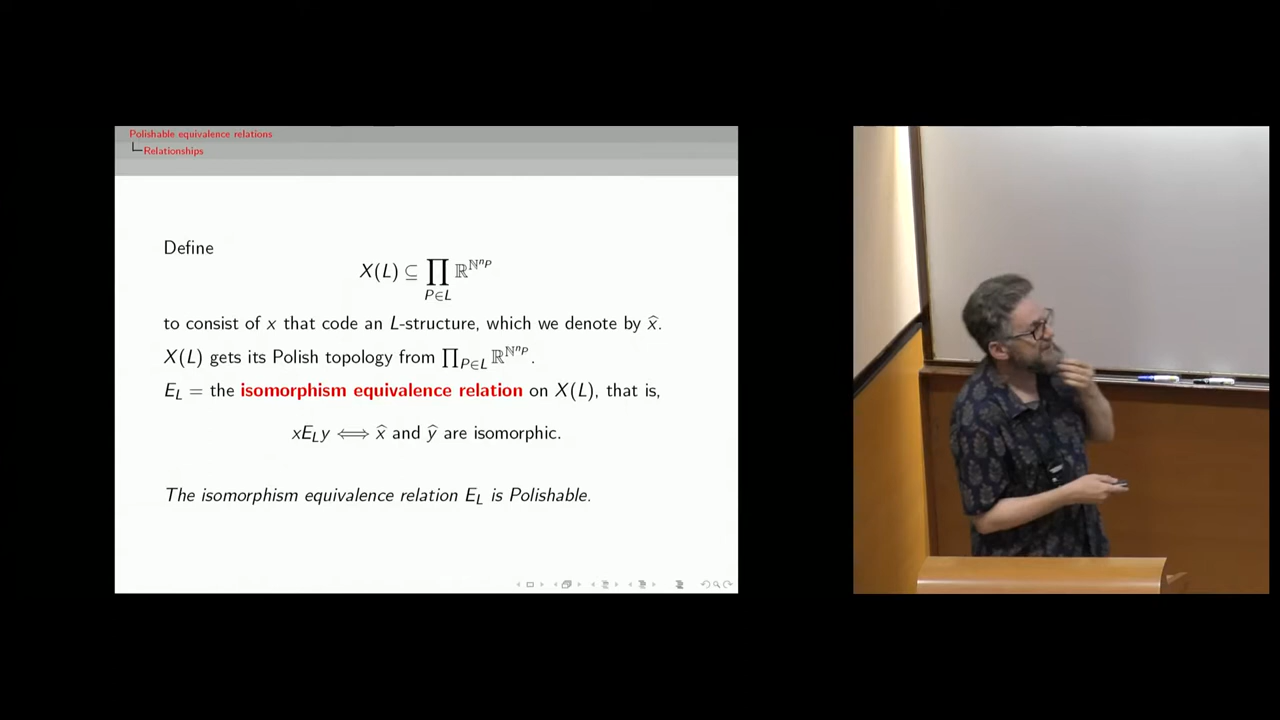 Polishable equivalence relations
Relationships
Define
X(L) ⊆ ∏_{P∈L} ℝ^{ℕ^{n_P}}
to consist of x that code an L-structure, which we denote by x̂.
X(L) gets its Polish topology from ∏_{P∈L} ℝ^{ℕ^{n_P}}.
E_L = the isomorphism equivalence relation on X(L), that is,
xE_Ly ⟺ x̂ and ŷ are isomorphic.
The isomorphism equivalence relation E_L is Polishable.